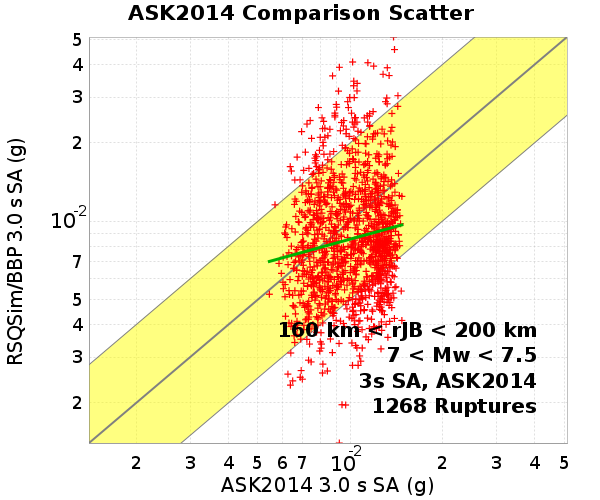 ASK2014 Comparison Scatter
RSQSim/BBP 3.0 s SA (g)
5
4
3
2
10-2
7
5
4
3
2
160 km < rJB < 200 km
7 < Mw < 7.5
3s SA, ASK2014
1268 Ruptures
2 3 4 5 6 7 10-2 2 3 4 5
ASK2014 3.0 s SA (g)